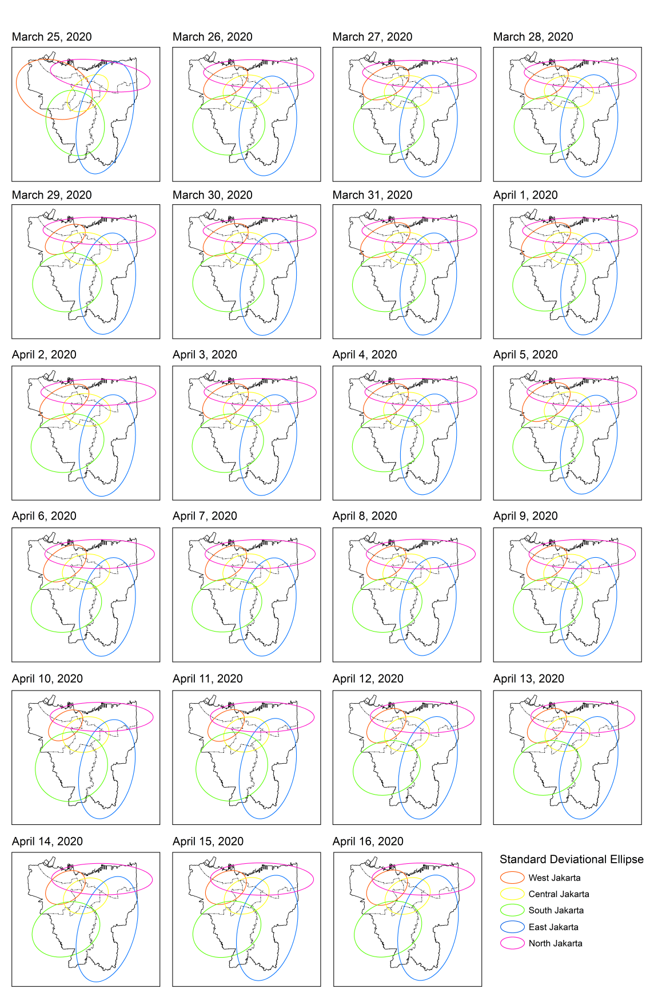 March 25, 2020
March 26, 2020
March 27, 2020
March 28, 2020
March 29, 2020
March 30, 2020
March 31, 2020
April 1, 2020
April 2, 2020
April 3, 2020
April 4, 2020
April 5, 2020
April 6, 2020
April 7, 2020
April 8, 2020
April 9, 2020
April 10, 2020
April 11, 2020
April 12, 2020
April 13, 2020
April 14, 2020
April 15, 2020
April 16, 2020
Standard Deviational Ellipse
West Jakarta
Central Jakarta
South Jakarta
East Jakarta
North Jakarta